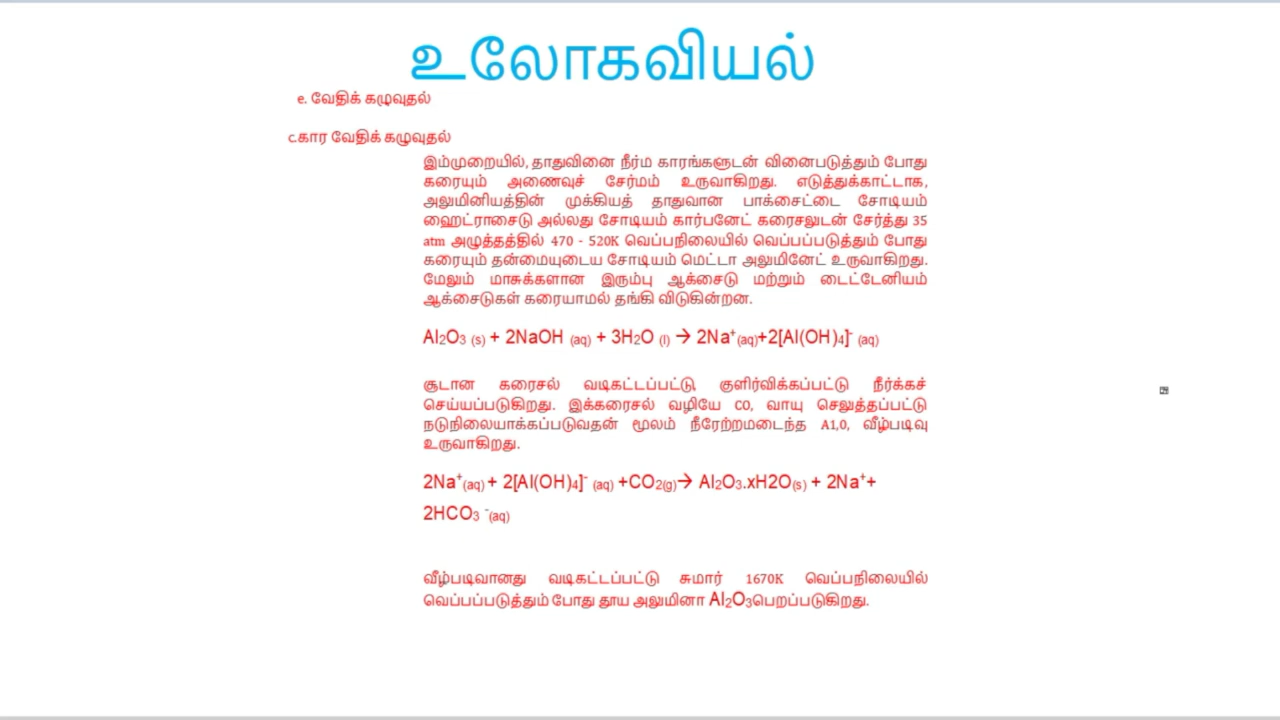 உலோகவியல்
e. வேதிக் கழுவுதல்
c.கார வேதிக் கழுவுதல்
இம்முறையில், தாதுவினை நீர்ம காரங்களுடன் வினைபடுத்தும் போது
கரையும் அணைவுச் சேர்மம் உருவாகிறது. எடுத்துக்காட்டாக,
அலுமினியத்தின் முக்கியத் தாதுவான பாக்சைட்டை சோடியம்
ஹைட்ராசைடு அல்லது சோடியம் கார்பனேட் கரைசலுடன் சேர்த்து 35
atm அழுத்தத்தில் 470 - 520K வெப்பநிலையில் வெப்பப்படுத்தும் போது
கரையும் தன்மையுடைய சோடியம் மெட்டா அலுமினேட் உருவாகிறது.
மேலும் மாசுக்களான இரும்பு ஆக்சைடு மற்றும் டைட்டேனியம்
ஆக்சைடுகள் கரையாமல் தங்கி விடுகின்றன.
Al₂O₃ (s) + 2NaOH (aq) + 3H₂O (l) → 2Na⁺(aq)+2[Al(OH)₄]⁻ (aq)
சூடான கரைசல் வடிகட்டப்பட்டு, குளிர்விக்கப்பட்டு நீர்க்கச்
செய்யப்படுகிறது. இக்கரைசல் வழியே CO, வாயு செலுத்தப்பட்டு
நடுநிலையாக்கப்படுவதன் மூலம் நீரேற்றமடைந்த A1,0, வீழ்படிவு
உருவாகிறது.
2Na⁺(aq) + 2[Al(OH)₄]⁻ (aq) +CO₂(g)→ Al₂O₃.xH2O(s) + 2Na⁺+
2HCO₃ ⁻(aq)
வீழ்படிவானது வடிகட்டப்பட்டு சுமார் 1670K வெப்பநிலையில்
வெப்பப்படுத்தும் போது தூய அலுமினா Al₂O₃பெறப்படுகிறது.